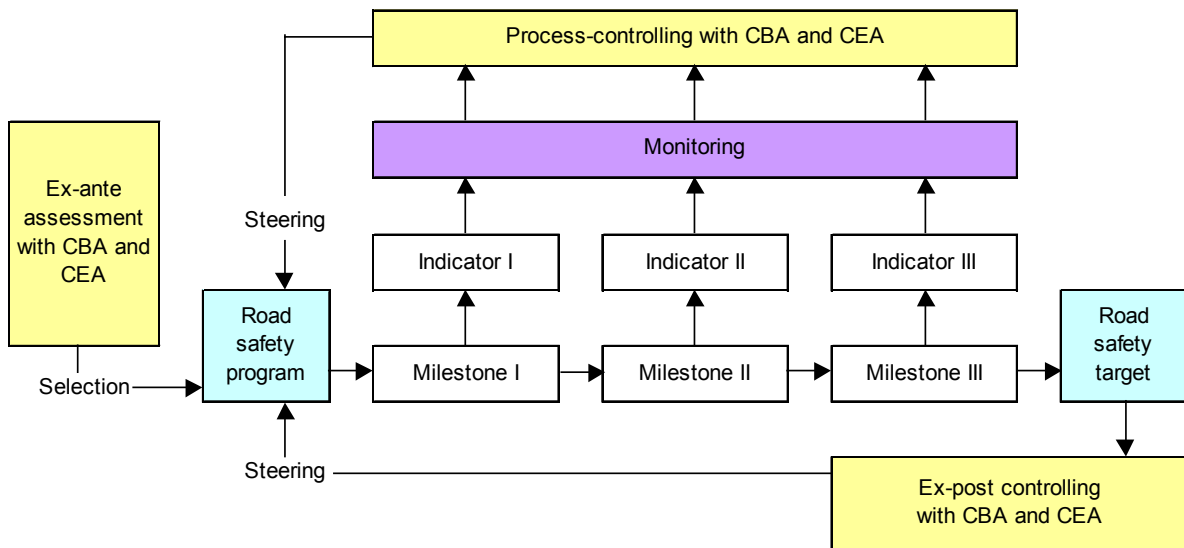 Process-controlling with CBA and CEA
Monitoring
Ex-ante
assessment
with CBA and
CEA
Steering
Indicator I
Indicator II
Indicator III
Road
safety
program
Milestone I
Milestone II
Milestone III
Road
safety
target
Selection
Steering
Ex-post controlling
with CBA and CEA